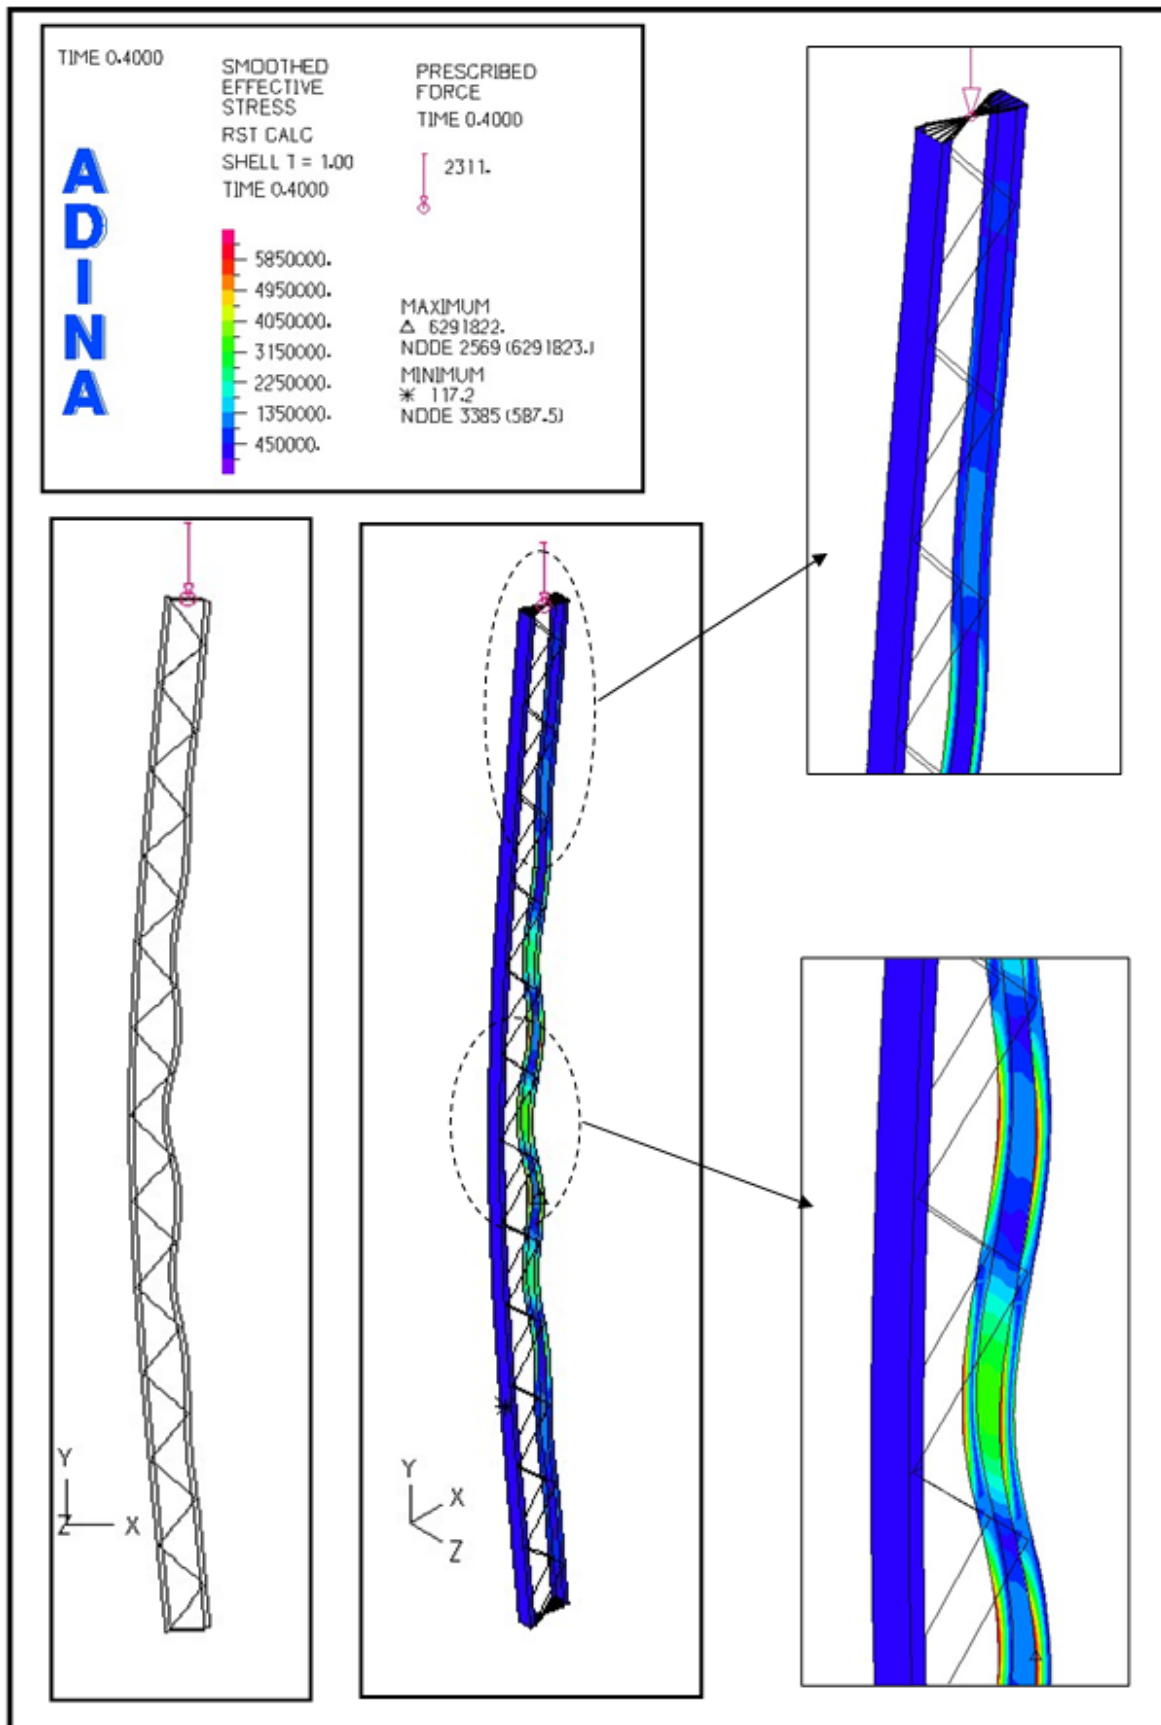 TIME 0.4000
ADINA
SMOOTHED
EFFECTIVE
STRESS
RST CALC
SHELL T = 1.00
TIME 0.4000
5850000.
4950000.
4050000.
3150000.
2250000.
1350000.
450000.
PRESCRIBED
FORCE
TIME 0.4000
2311.
MAXIMUM
△ 6291822.
NODE 2569 (6291823.)
MINIMUM
✳ 117.2
NODE 3385 (587.5)
Y
Z X
Y
X
Z